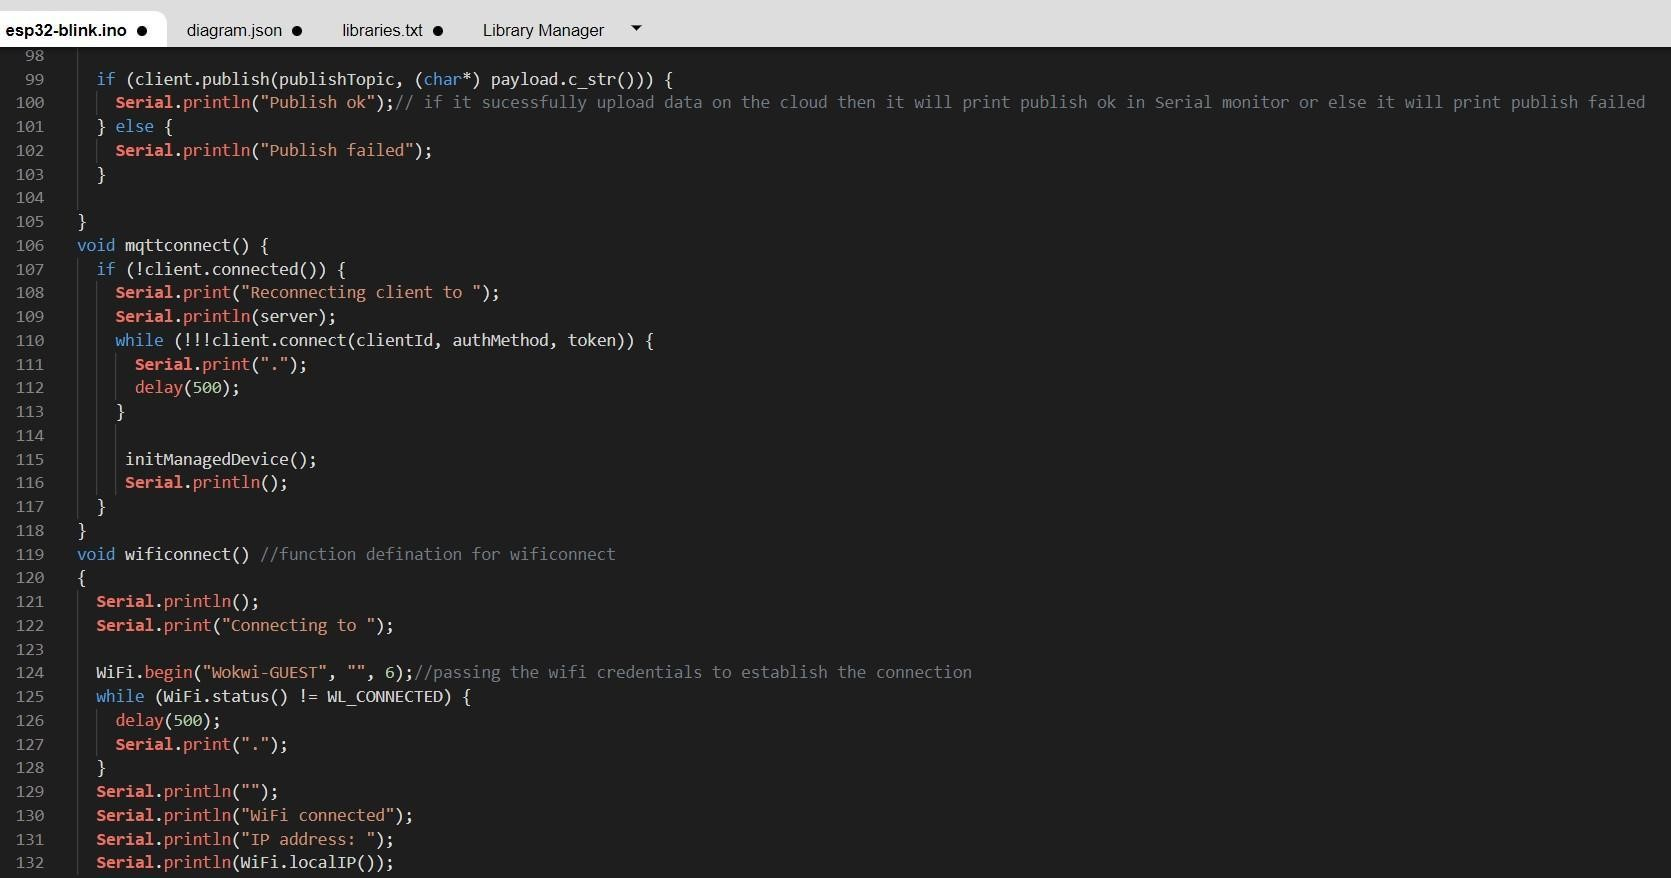 esp32-blink.ino ● diagram.json ● libraries.txt ● Library Manager
98
99 if (client.publish(publishTopic, (char*) payload.c_str())) {
100 Serial.println("Publish ok");// if it sucessfully upload data on the cloud then it will print publish ok in Serial monitor or else it will print publish failed
101 } else {
102 Serial.println("Publish failed");
103 }
104
105 }
106 void mqttconnect() {
107 if (!client.connected()) {
108 Serial.print("Reconnecting client to ");
109 Serial.println(server);
110 while (!!!client.connect(clientId, authMethod, token)) {
111 Serial.print(".");
112 delay(500);
113 }
114
115 initManagedDevice();
116 Serial.println();
117 }
118 }
119 void wificonnect() //function defination for wificonnect
120 {
121 Serial.println();
122 Serial.print("Connecting to ");
123
124 WiFi.begin("Wokwi-GUEST", "", 6);//passing the wifi credentials to establish the connection
125 while (WiFi.status() != WL_CONNECTED) {
126 delay(500);
127 Serial.print(".");
128 }
129 Serial.println("");
130 Serial.println("WiFi connected");
131 Serial.println("IP address: ");
132 Serial.println(WiFi.localIP());